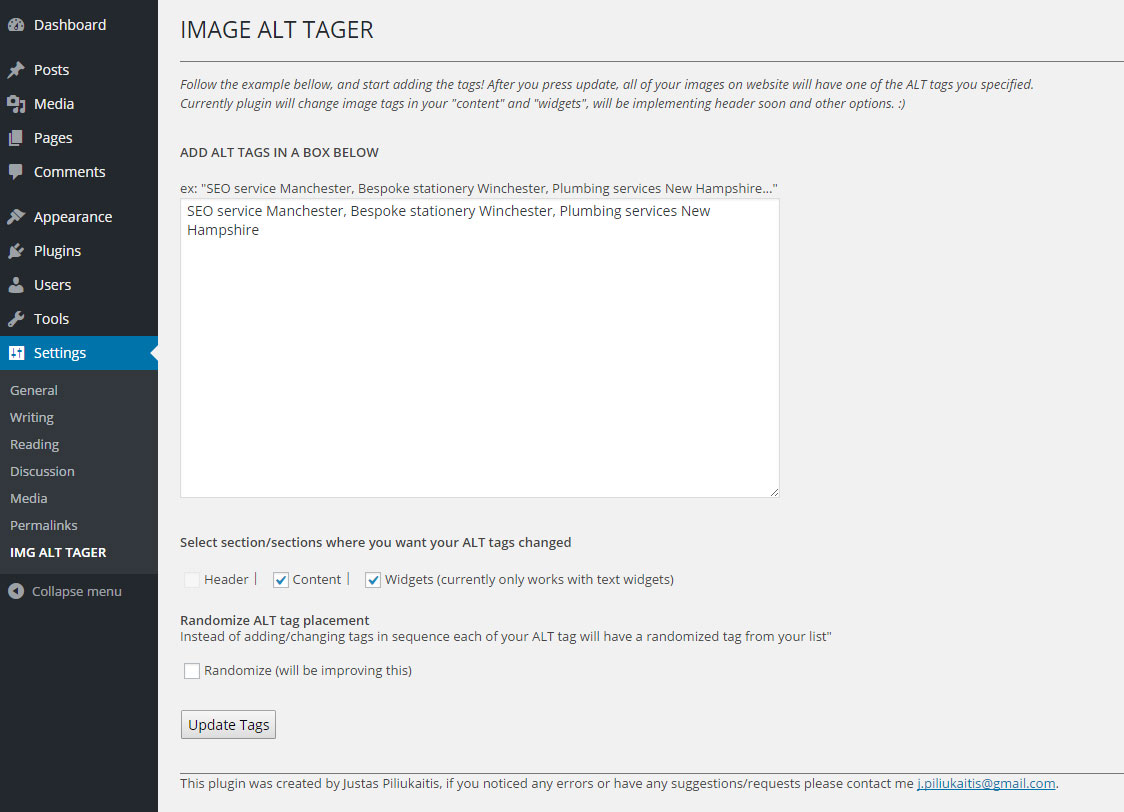 Dashboard
Posts
Media
Pages
Comments
Appearance
Plugins
Users
Tools
Settings
General
Writing
Reading
Discussion
Media
Permalinks
IMG ALT TAGER
Collapse menu
IMAGE ALT TAGER
Follow the example bellow, and start adding the tags! After you press update, all of your images on website will have one of the ALT tags you specified.
Currently plugin will change image tags in your "content" and "widgets", will be implementing header soon and other options. :)
ADD ALT TAGS IN A BOX BELOW
ex: "SEO service Manchester, Bespoke stationery Winchester, Plumbing services New Hampshire..."
SEO service Manchester, Bespoke stationery Winchester, Plumbing services New
Hampshire
Select section/sections where you want your ALT tags changed
Header | Content | Widgets (currently only works with text widgets)
Randomize ALT tag placement
Instead of adding/changing tags in sequence each of your ALT tag will have a randomized tag from your list"
Randomize (will be improving this)
Update Tags
This plugin was created by Justas Piliukaitis, if you noticed any errors or have any suggestions/requests please contact me j.piliukaitis@gmail.com.